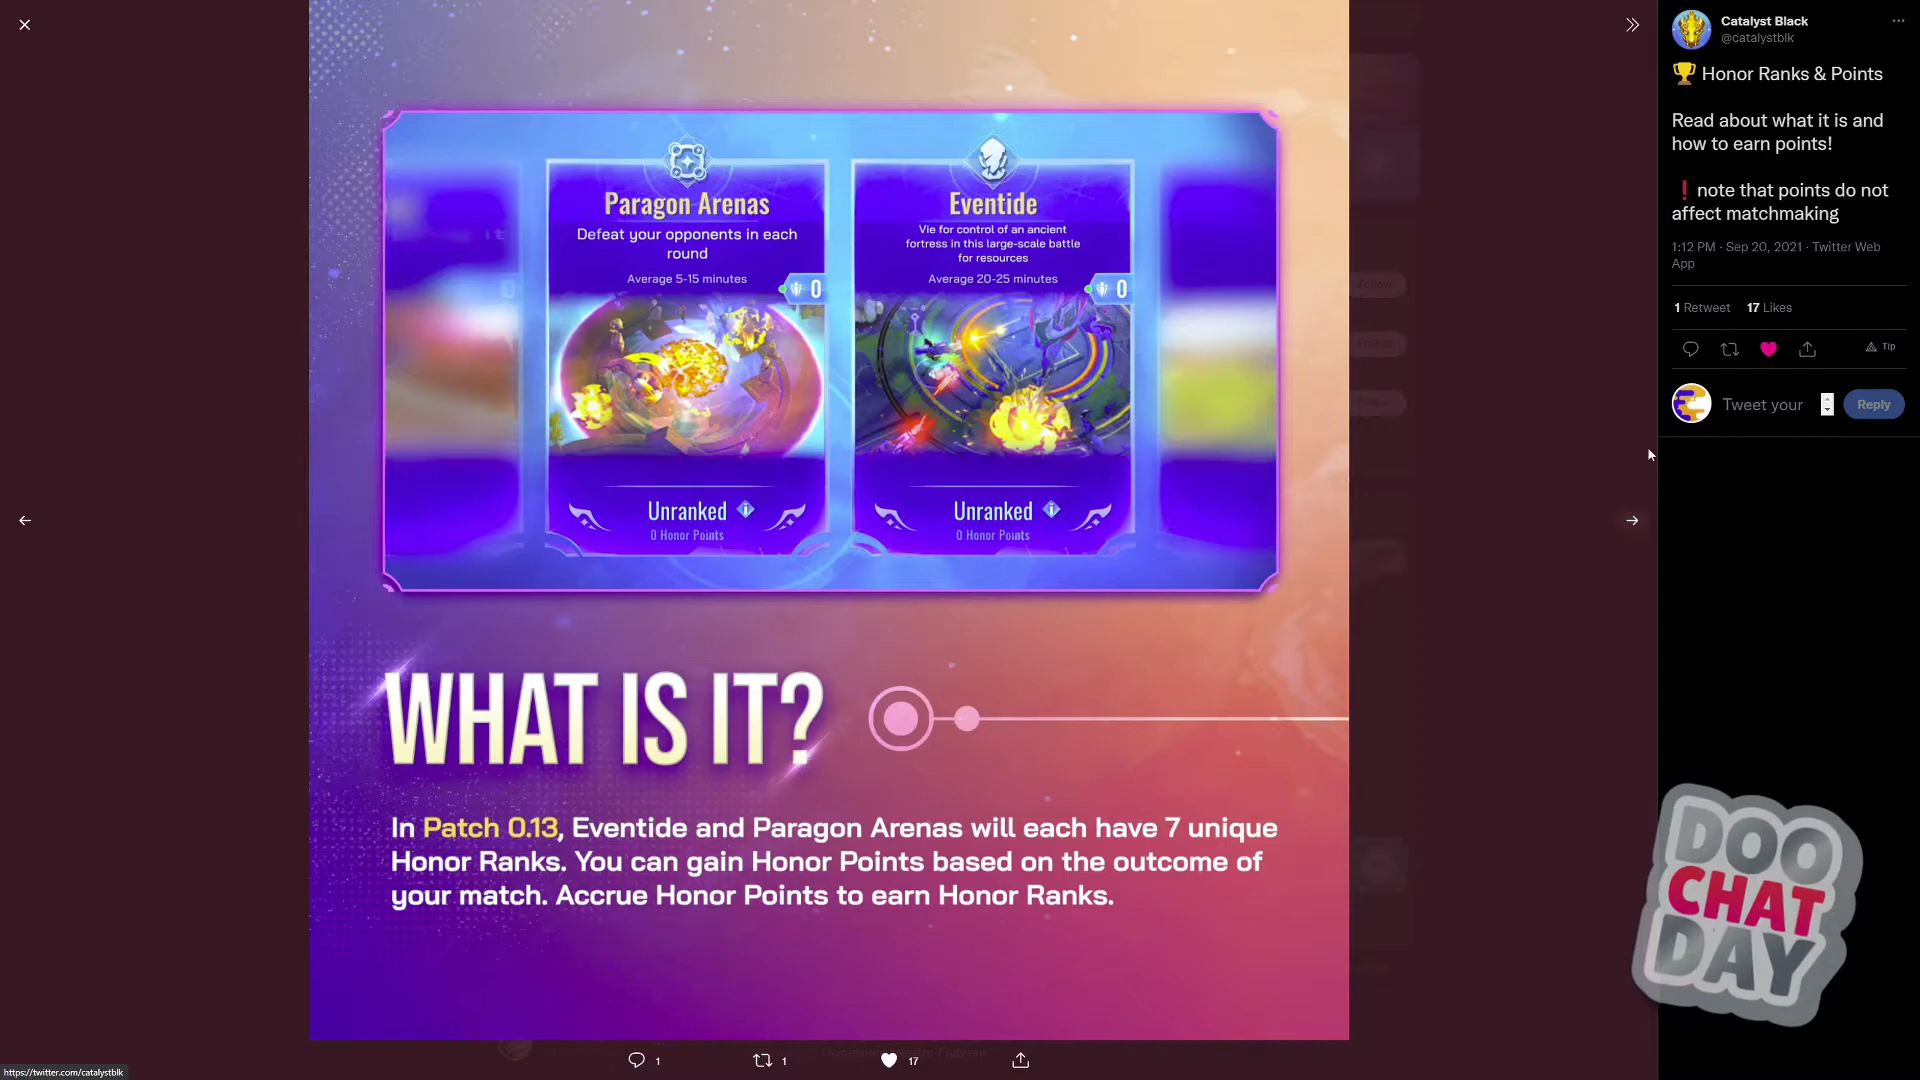 Catalyst Black
@catalystblk
🏆 Honor Ranks & Points
Read about what it is and
how to earn points!
❗note that points do not
affect matchmaking
1:12 PM · Sep 20, 2021 · Twitter Web
App
1 Retweet 17 Likes
Tip
Tweet your
Reply
Paragon Arenas
Defeat your opponents in each
round
Average 5-15 minutes
0
Unranked
0 Honor Points
Eventide
Vie for control of an ancient
fortress in this large-scale battle
for resources
Average 20-25 minutes
0
Unranked
0 Honor Points
WHAT IS IT?
In Patch 0.13, Eventide and Paragon Arenas will each have 7 unique
Honor Ranks. You can gain Honor Points based on the outcome of
your match. Accrue Honor Points to earn Honor Ranks.
1 1 17
DOO
CHAT
DAY
https://twitter.com/catalystblk
Follow